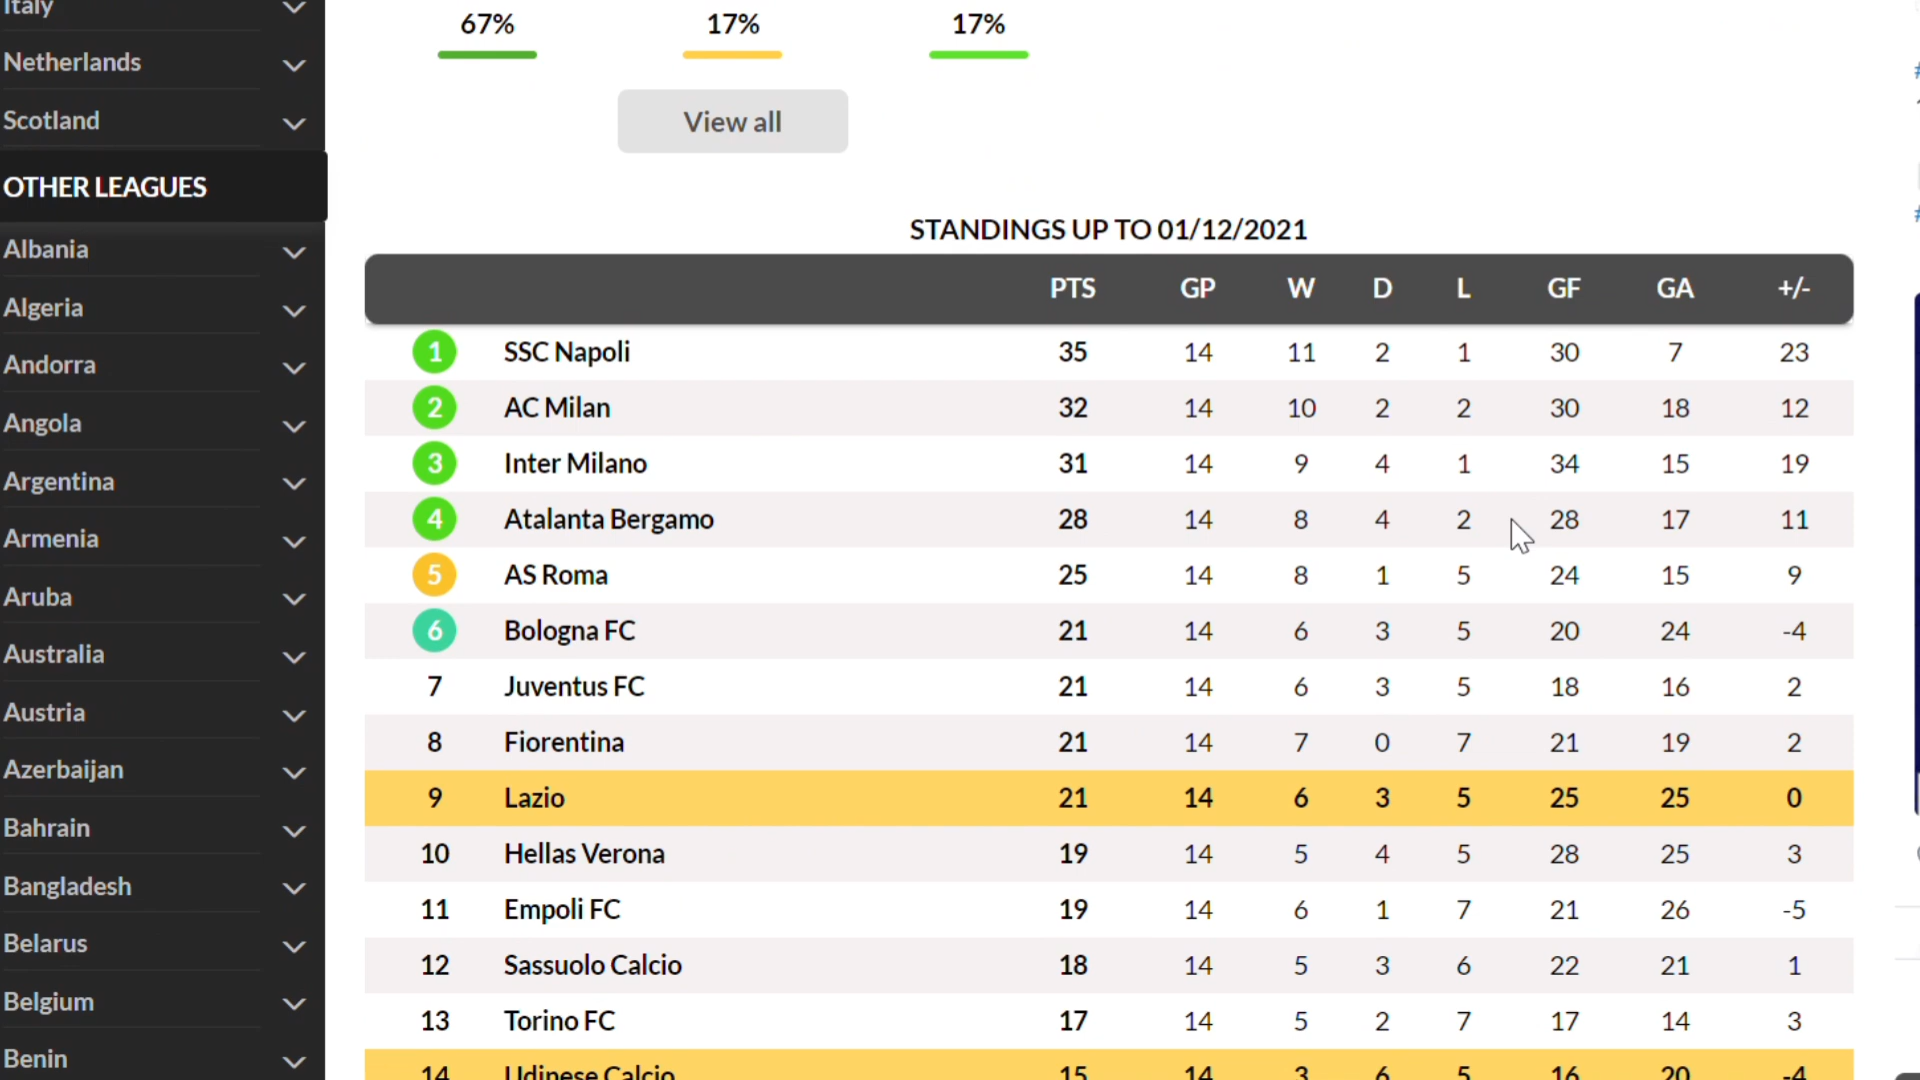 Italy
Netherlands
Scotland
OTHER LEAGUES
Albania
Algeria
Andorra
Angola
Argentina
Armenia
Aruba
Australia
Austria
Azerbaijan
Bahrain
Bangladesh
Belarus
Belgium
Benin
67% 17% 17%
View all
STANDINGS UP TO 01/12/2021
PTS GP W D L GF GA +/-
1 SSC Napoli 35 14 11 2 1 30 7 23
2 AC Milan 32 14 10 2 2 30 18 12
3 Inter Milano 31 14 9 4 1 34 15 19
4 Atalanta Bergamo 28 14 8 4 2 28 17 11
5 AS Roma 25 14 8 1 5 24 15 9
6 Bologna FC 21 14 6 3 5 20 24 -4
7 Juventus FC 21 14 6 3 5 18 16 2
8 Fiorentina 21 14 7 0 7 21 19 2
9 Lazio 21 14 6 3 5 25 25 0
10 Hellas Verona 19 14 5 4 5 28 25 3
11 Empoli FC 19 14 6 1 7 21 26 -5
12 Sassuolo Calcio 18 14 5 3 6 22 21 1
13 Torino FC 17 14 5 2 7 17 14 3
14 Udinese Calcio 15 14 3 6 5 16 20 -4